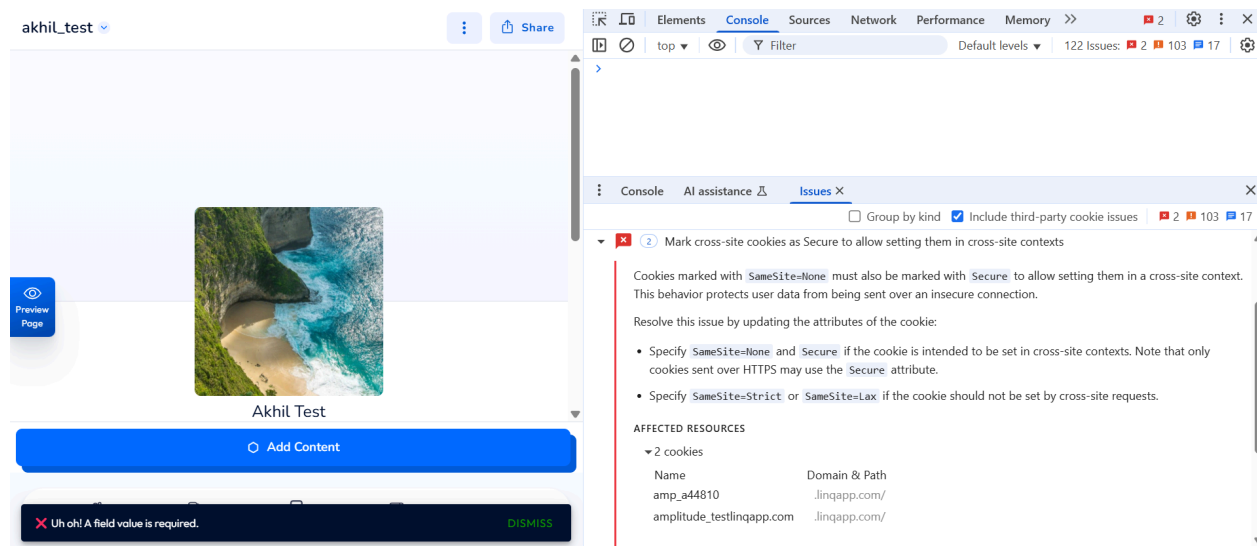 akhil_test
Share
Preview
Page
Akhil Test
Add Content
Uh oh! A field value is required.
DISMISS
Elements Console Sources Network Performance Memory 2
top Filter Default levels 122 Issues: 2 103 17
Console AI assistance Issues
Group by kind Include third-party cookie issues 2 103 17
2 Mark cross-site cookies as Secure to allow setting them in cross-site contexts
Cookies marked with SameSite=None must also be marked with Secure to allow setting them in a cross-site context.
This behavior protects user data from being sent over an insecure connection.
Resolve this issue by updating the attributes of the cookie:
• Specify SameSite=None and Secure if the cookie is intended to be set in cross-site contexts. Note that only
cookies sent over HTTPS may use the Secure attribute.
• Specify SameSite=Strict or SameSite=Lax if the cookie should not be set by cross-site requests.
AFFECTED RESOURCES
2 cookies
Name Domain & Path
amp_a44810 .linqapp.com/
amplitude_testlinqapp.com .linqapp.com/